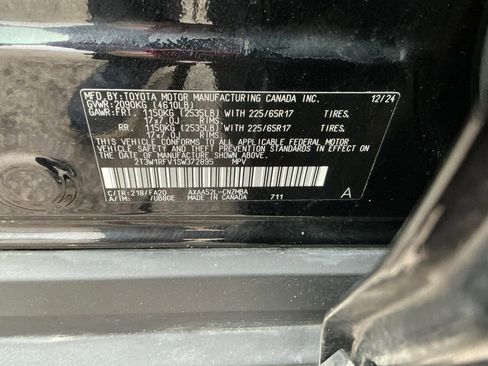 MFD.BY:TOYOTA MOTOR MANUFACTURING CANADA INC. 12/24
GVWR:2090KG (4610LB)
GAWR:FRT. 1150KG (2535LB) WITH 225/65R17 TIRES,
17x7.0J RIMS,
RR. 1150KG (2535LB) WITH 225/65R17 TIRES,
17x7.0J RIMS,
THIS VEHICLE CONFORMS TO ALL APPLICABLE FEDERAL MOTOR
VEHICLE SAFETY, BUMPER, AND THEFT PREVENTION
STANDARDS IN EFFECT ON THE DATE OF MANUFACTURE
SHOWN ABOVE.
2T3W1RFV1SW372895 MPV
C/TR:218/FA20 AXAA52L-CNZMBA A
A/TM: /UB80E MADE IN CANADA 711